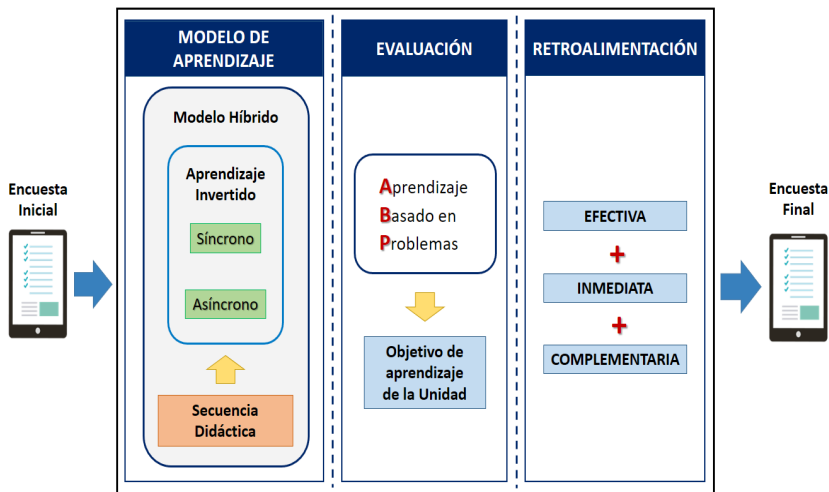 Encuesta
Inicial
MODELO DE
APRENDIZAJE
Modelo Híbrido
Aprendizaje
Invertido
Síncrono
Asíncrono
Secuencia
Didáctica
EVALUACIÓN
Aprendizaje
Basado en
Problemas
Objetivo de
aprendizaje
de la Unidad
RETROALIMENTACIÓN
EFECTIVA
+
INMEDIATA
+
COMPLEMENTARIA
Encuesta
Final